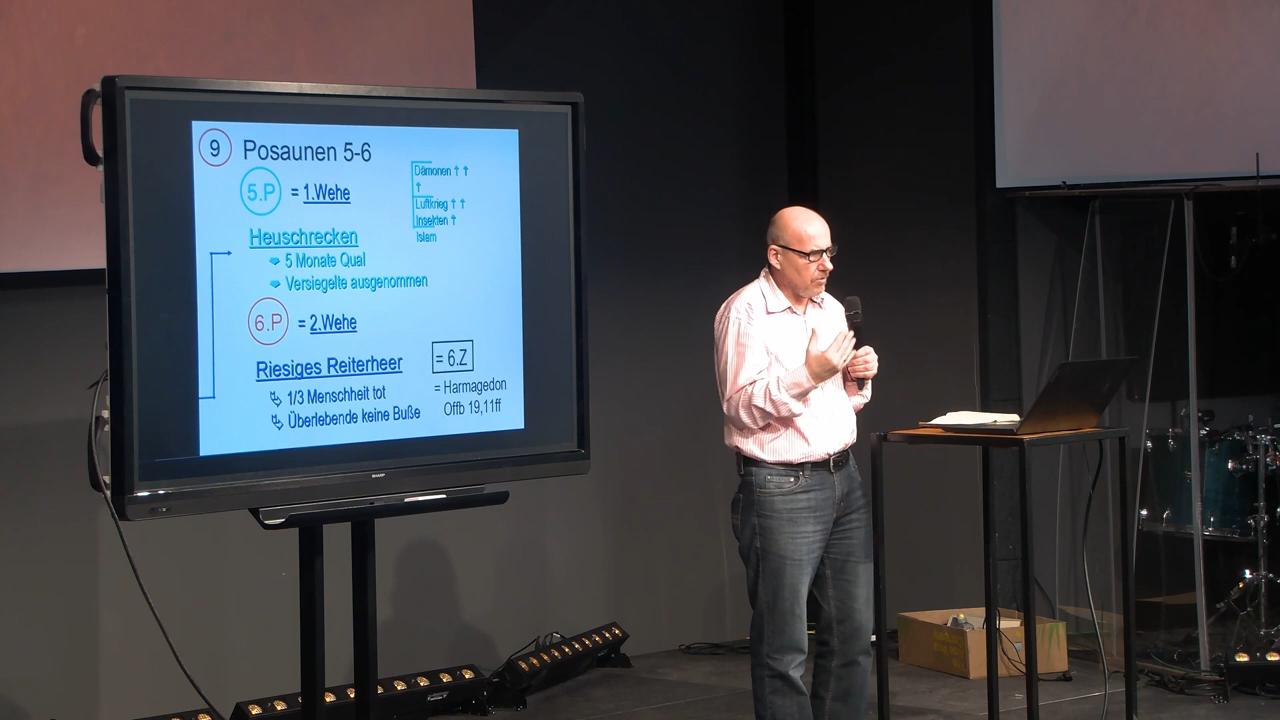 9 Posaunen 5-6
5.P = 1.Wehe
Dämonen ↑ ↑
↑
Luftkrieg ↑ ↑
Insekten ↑
Islam
Heuschrecken
5 Monate Qual
Versiegelte ausgenommen
6.P = 2.Wehe
Riesiges Reiterheer
1/3 Menschheit tot
Überlebende keine Buße
= 6.Z
= Harmagedon
Offb 19,11ff
SHARP